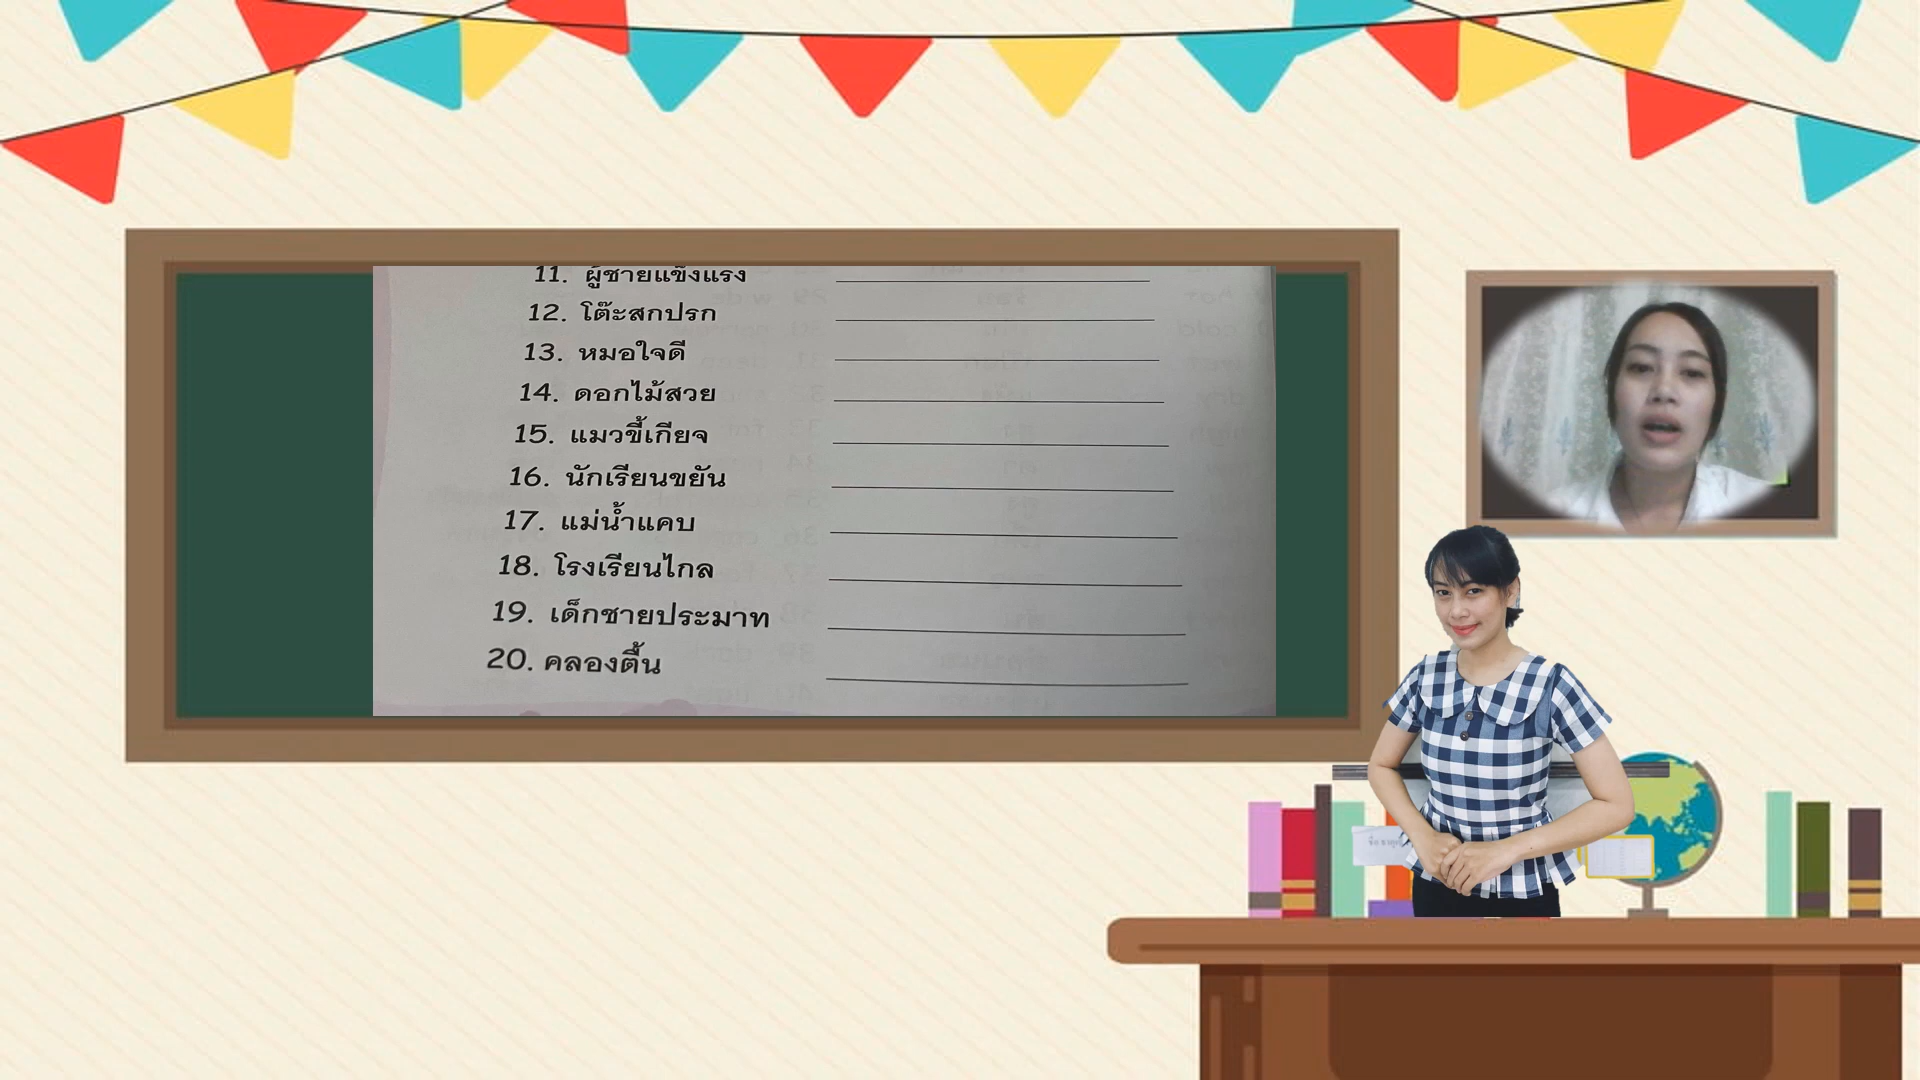 11. ผู้ชายแข็งแรง
12. โต๊ะสกปรก
13. หมอใจดี
14. ดอกไม้สวย
15. แมวขี้เกียจ
16. นักเรียนขยัน
17. แม่น้ำแคบ
18. โรงเรียนไกล
19. เด็กชายประมาท
20. คลองตื้น